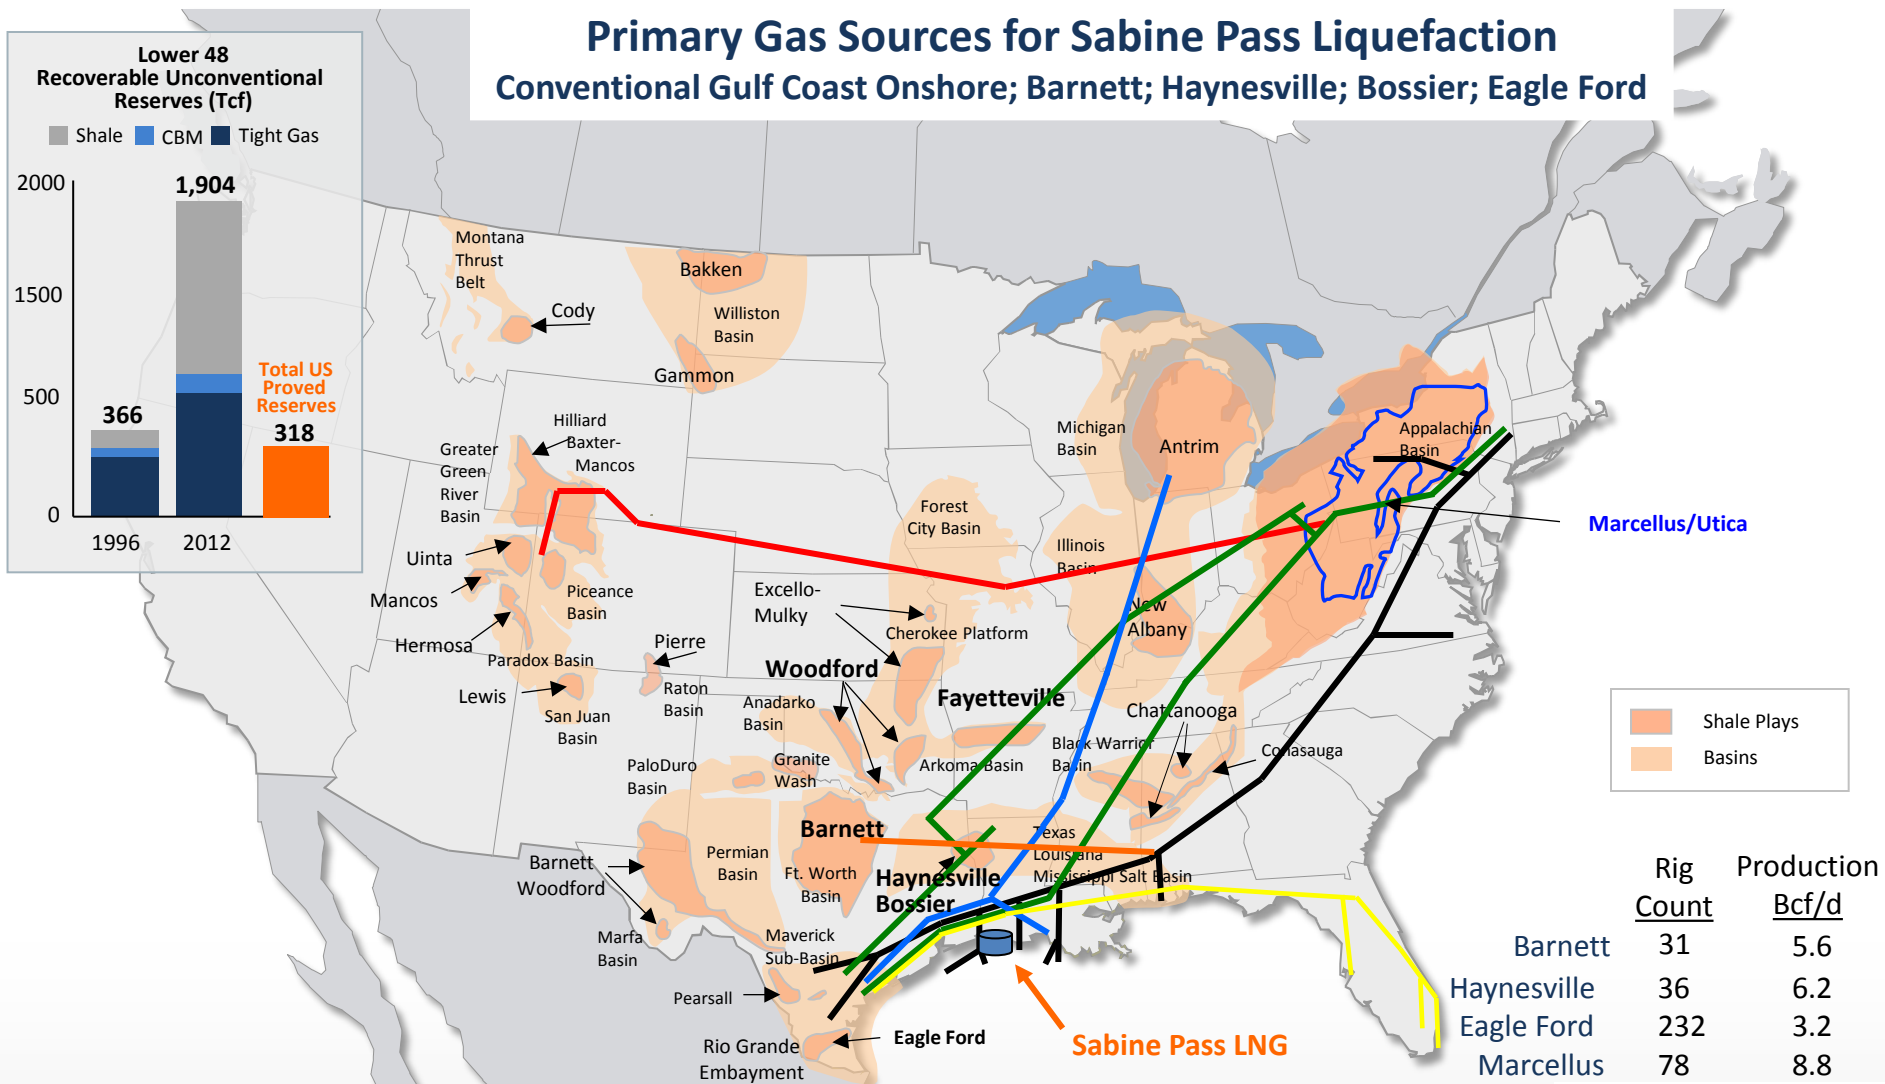 Primary Gas Sources for Sabine Pass Liquefaction
Conventional Gulf Coast Onshore; Barnett; Haynesville; Bossier; Eagle Ford
Lower 48
Recoverable Unconventional
Reserves (Tcf)
Shale CBM Tight Gas
2000
1500
500
0
366
1,904
Total US
Proved
Reserves
318
1996 2012
Montana
Thrust
Belt
Cody
Bakken
Williston
Basin
Gammon
Hilliard
Baxter-
Mancos
Greater
Green
River
Basin
Uinta
Mancos
Hermosa
Piceance
Basin
Paradox Basin
Lewis
San Juan
Basin
Pierre
Raton
Basin
Forest
City Basin
Excello-
Mulky
Cherokee Platform
Woodford
Anadarko
Basin
Fayetteville
Arkoma Basin
Granite
Wash
PaloDuro
Basin
Michigan
Basin
Antrim
Illinois
Basin
New
Albany
Appalachian
Basin
Marcellus/Utica
Chattanooga
Black Warrior
Basin
Conasauga
Barnett
Ft. Worth
Basin
Permian
Basin
Barnett
Woodford
Marfa
Basin
Haynesville
Bossier
Texas
Louisiana
Mississippi Salt Basin
Maverick
Sub-Basin
Pearsall
Rio Grande
Embayment
Eagle Ford
Sabine Pass LNG
Shale Plays
Basins
Rig Production
Count Bcf/d
Barnett 31 5.6
Haynesville 36 6.2
Eagle Ford 232 3.2
Marcellus 78 8.8